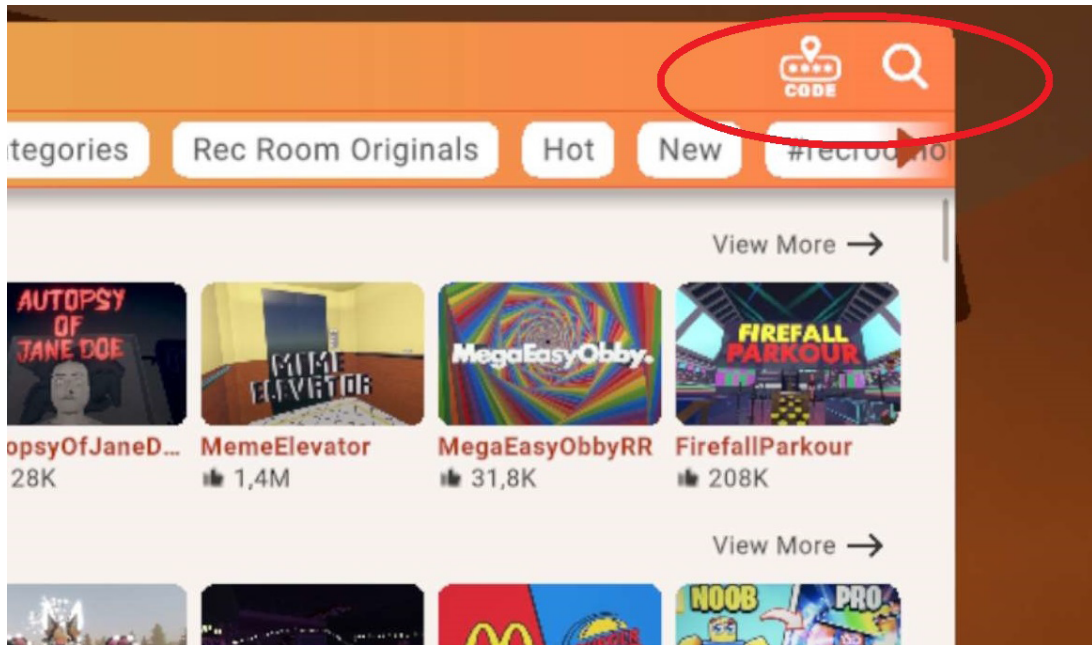 CODE
tegories
Rec Room Originals
Hot
New
View More
AUTOPSY
OF
JANE DOE
MEME
ELEVATOR
MegaEasyObby.
FIREFALL
PARKOUR
opsyOfJaneD...
MemeElevator
MegaEasyObbyRR
FirefallParkour
28K
1,4M
31,8K
208K
View More
NOOB
PRO